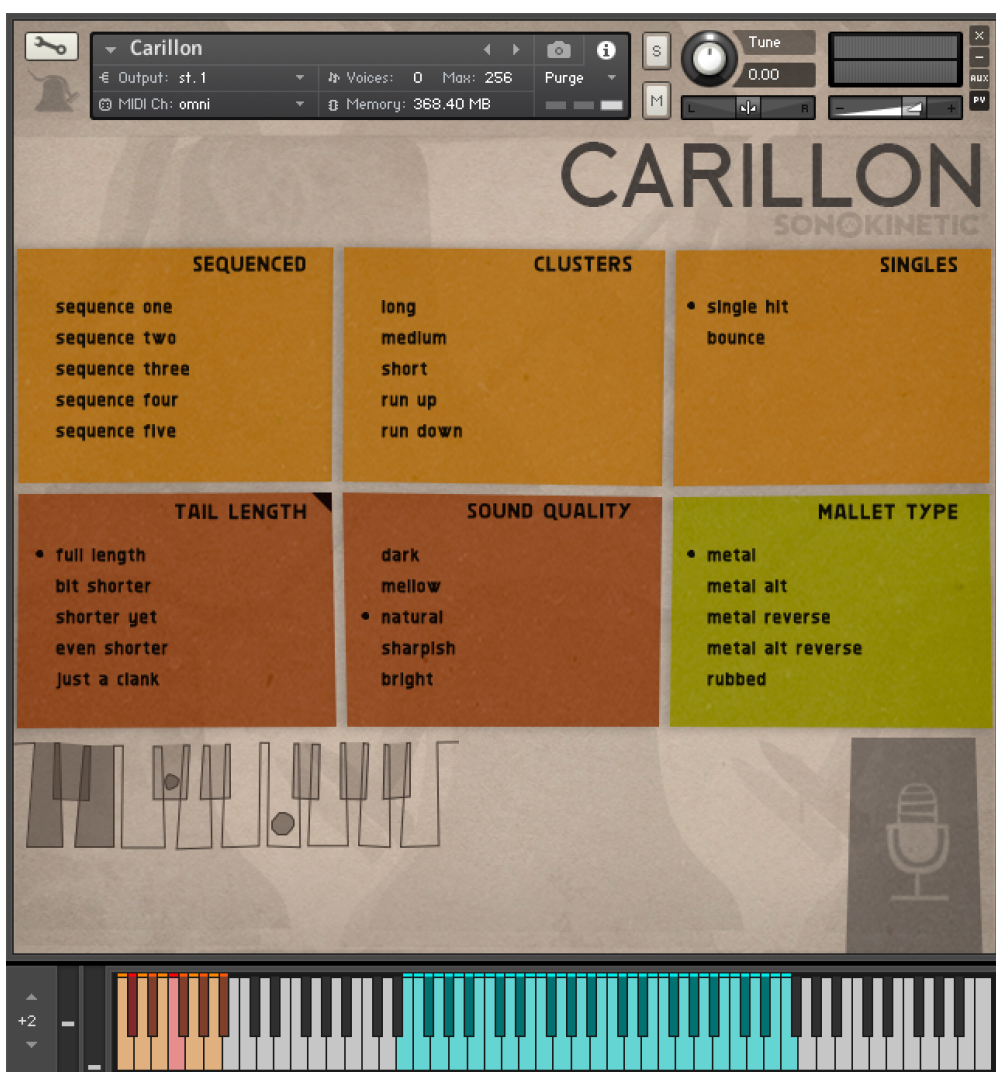 Carillon
S
Tune
Output: st.1
Voices: 0 Max: 256
Purge
0.00
MIDI Ch: omni
Memory: 368.40 MB
M
L
R
AUX
PV
CARILLON
SONOKINETIC
SEQUENCED
sequence one
sequence two
sequence three
sequence four
sequence five
CLUSTERS
long
medium
short
run up
run down
SINGLES
single hit
bounce
TAIL LENGTH
full length
bit shorter
shorter yet
even shorter
just a clank
SOUND QUALITY
dark
mellow
natural
sharpish
bright
MALLET TYPE
metal
metal alt
metal reverse
metal alt reverse
rubbed
+2